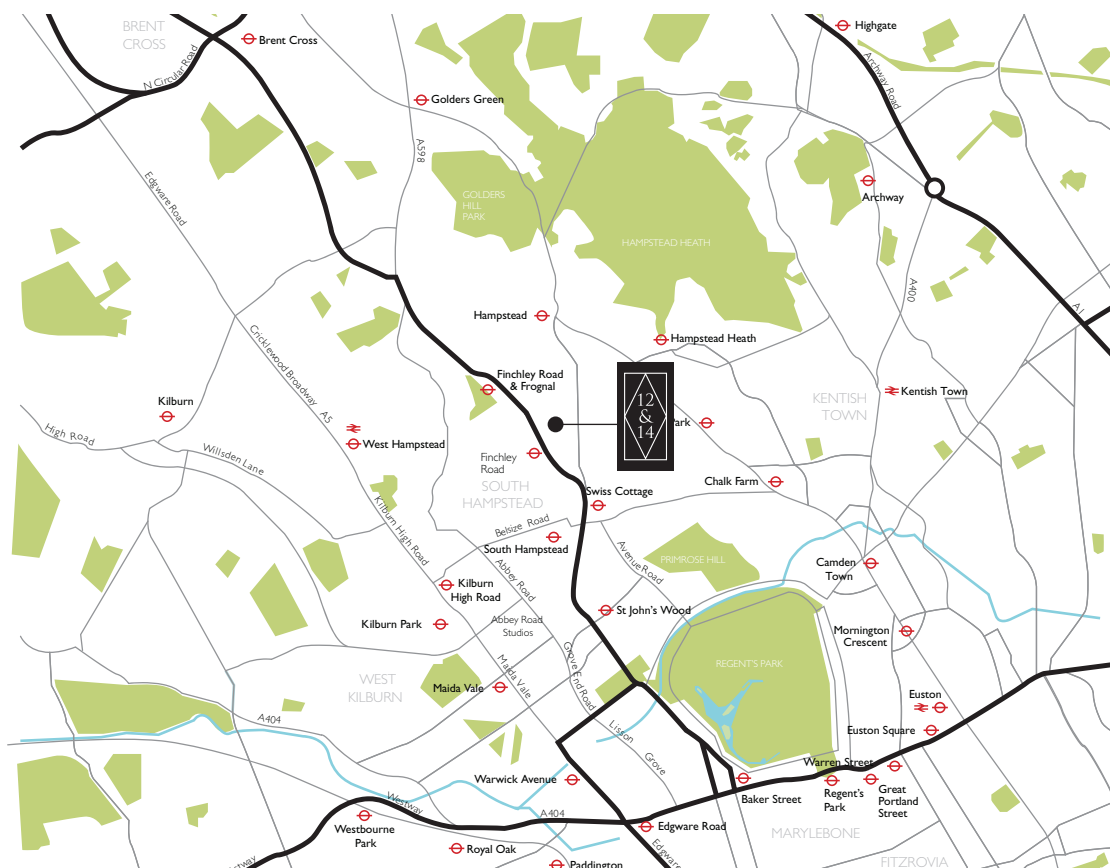 BRENT
CROSS
Brent Cross
N Circular Road
Highgate
Archway Road
Golders Green
A598
Edgware Road
GOLDERS
HILL
PARK
Archway
HAMPSTEAD HEATH
A400
A1
Hampstead
Hampstead Heath
Cricklewood Broadway
A5
Finchley Road
& Frognal
12
&
14
Park
KENTISH
TOWN
Kentish Town
Kilburn
High Road
Willsden Lane
West Hampstead
Finchley
Road
SOUTH
HAMPSTEAD
Swiss Cottage
Chalk Farm
Kilburn High Road
Belsize Road
South Hampstead
Avenue Road
PRIMROSE HILL
Camden
Town
Kilburn
High Road
Abbey Road
St John's Wood
Kilburn Park
Abbey Road
Studios
Mornington
Crescent
Grove End Road
REGENT'S PARK
WEST
KILBURN
Maida Vale
Maida Vale
Euston
A404
Lisson
Grove
Euston Square
Warren Street
Warwick Avenue
Baker Street
Regent's
Park
Great
Portland
Street
Westway
A404
Westbourne
Park
Edgware Road
MARYLEBONE
Royal Oak
Paddington
FITZROVIA
stway
Edgware